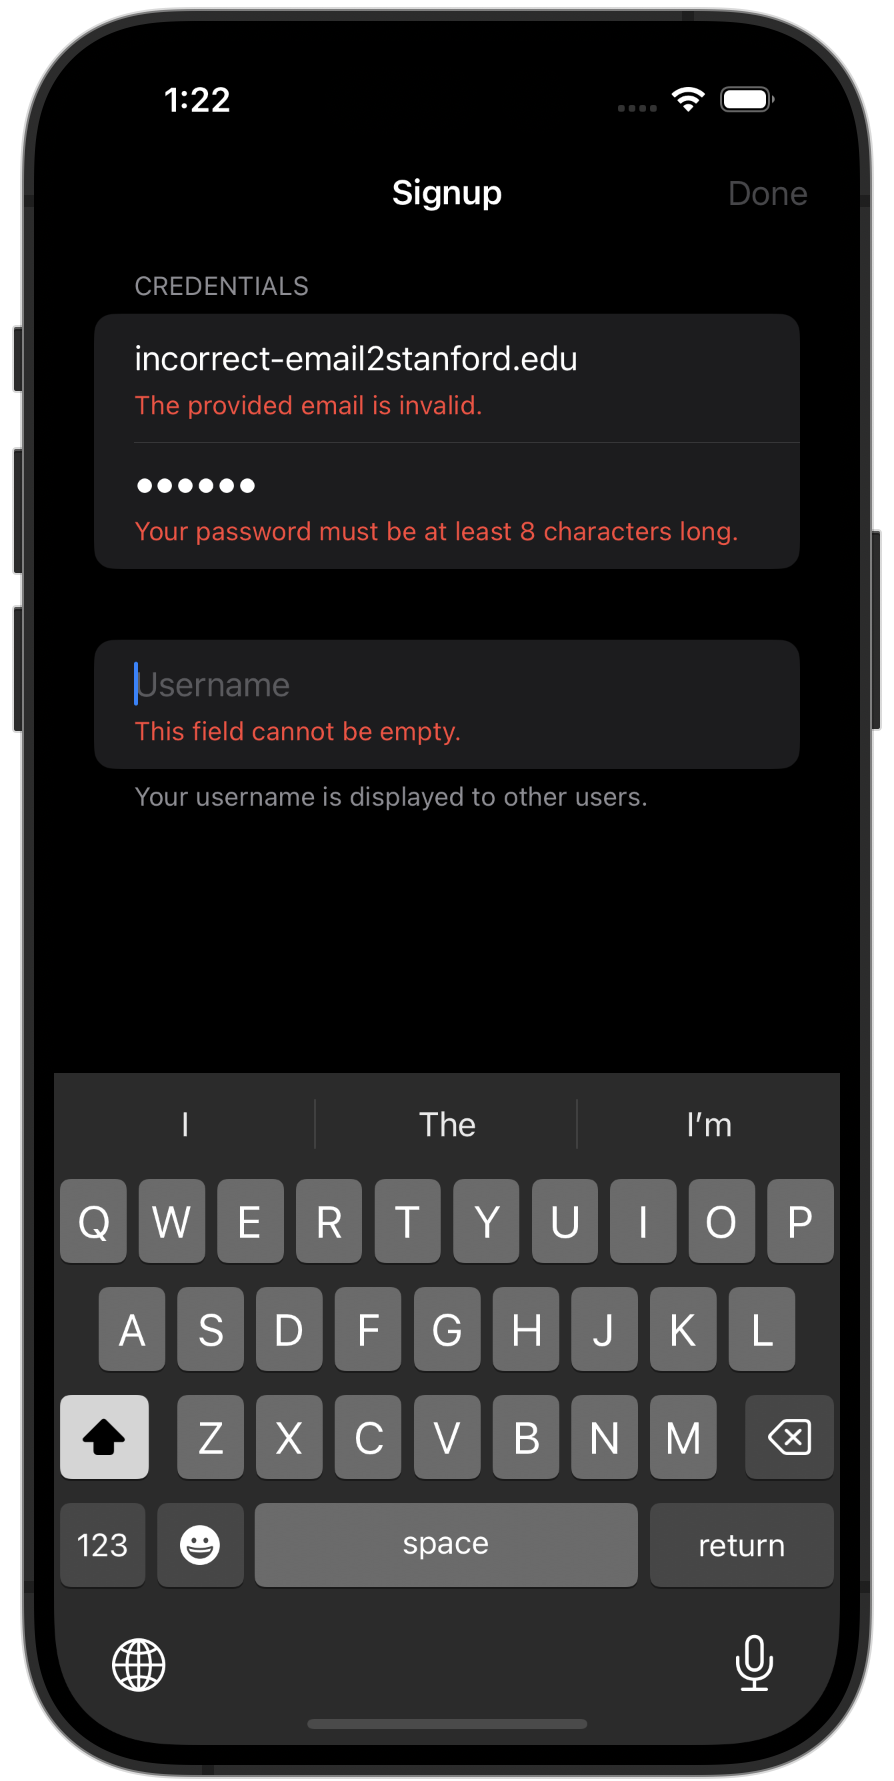 1:22
Signup
Done
CREDENTIALS
incorrect-email2stanford.edu
The provided email is invalid.
••••••
Your password must be at least 8 characters long.
Username
This field cannot be empty.
Your username is displayed to other users.
I The I’m
Q W E R T Y U I O P
A S D F G H J K L
Z X C V B N M
123 space return